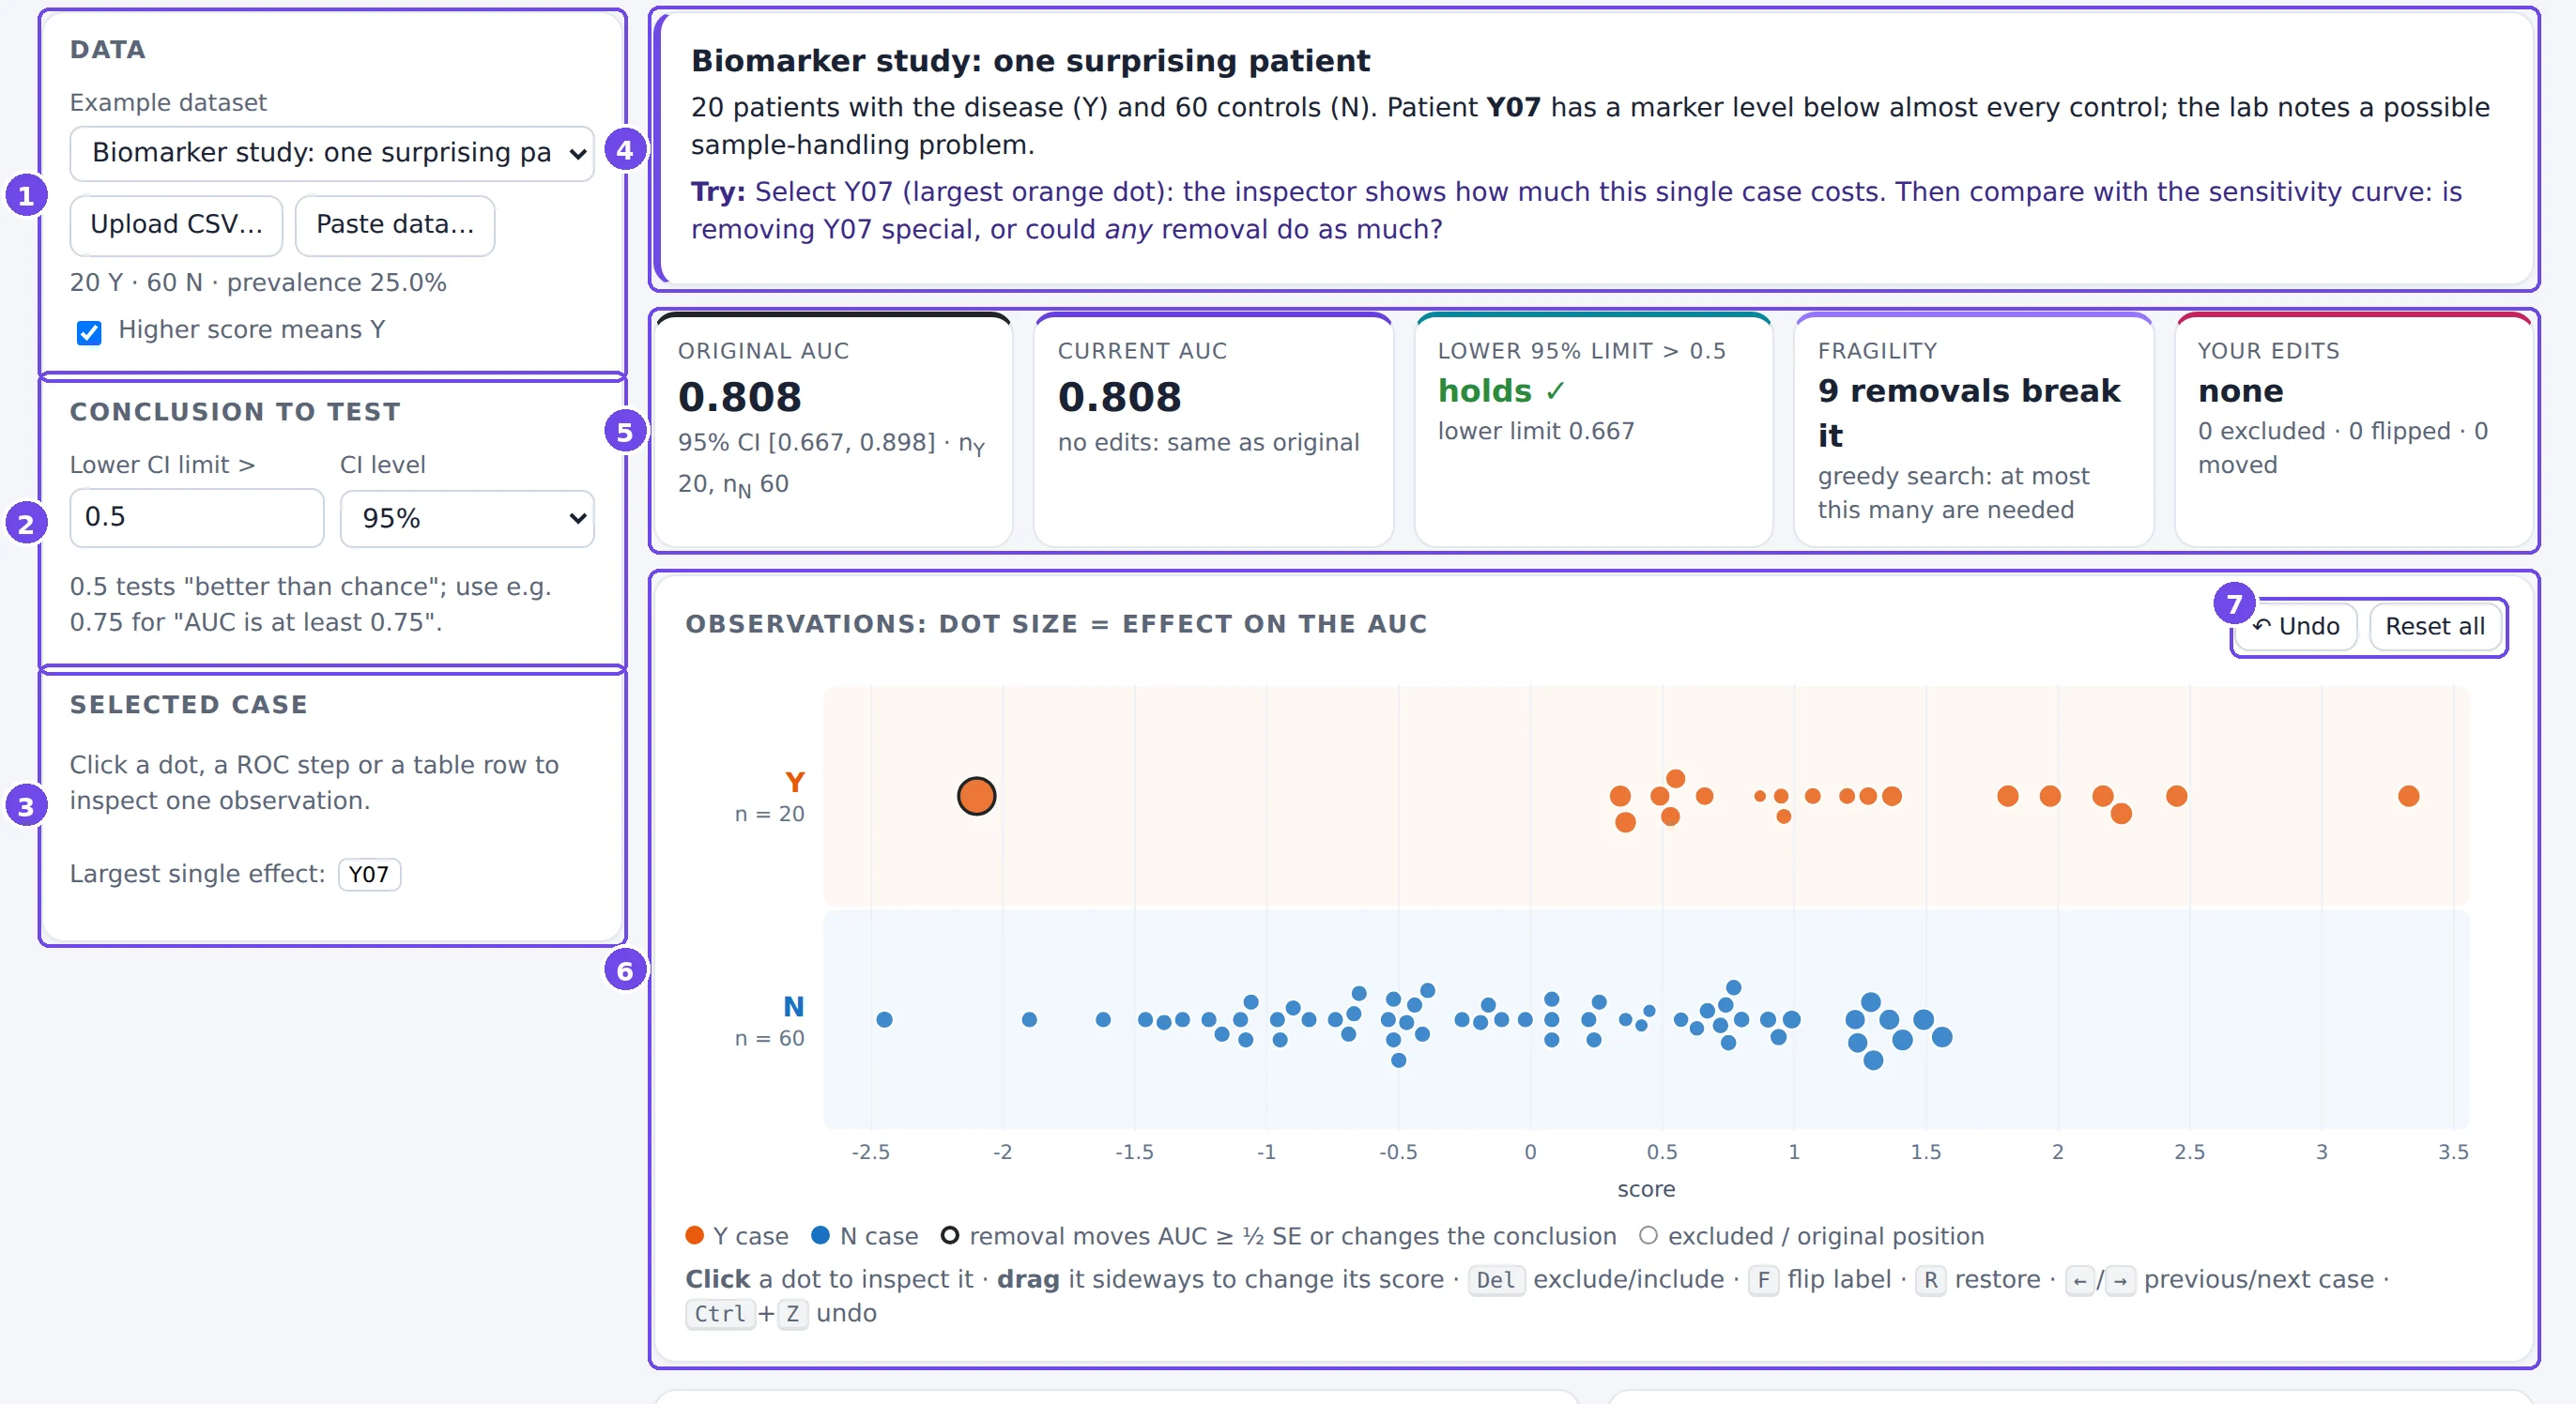 DATA
Example dataset
Biomarker study: one surprising pa
Upload CSV... Paste data...
20 Y · 60 N · prevalence 25.0%
Higher score means Y
1
CONCLUSION TO TEST
Lower CI limit > CI level
0.5 95%
0.5 tests "better than chance"; use e.g.
0.75 for "AUC is at least 0.75".
2
SELECTED CASE
Click a dot, a ROC step or a table row to
inspect one observation.
Largest single effect: Y07
3
4
Biomarker study: one surprising patient
20 patients with the disease (Y) and 60 controls (N). Patient Y07 has a marker level below almost every control; the lab notes a possible
sample-handling problem.
Try: Select Y07 (largest orange dot): the inspector shows how much this single case costs. Then compare with the sensitivity curve: is
removing Y07 special, or could any removal do as much?
5
ORIGINAL AUC
0.808
95% CI [0.667, 0.898] · nY
20, nN 60
CURRENT AUC
0.808
no edits: same as original
LOWER 95% LIMIT > 0.5
holds ✓
lower limit 0.667
FRAGILITY
9 removals break
it
greedy search: at most
this many are needed
YOUR EDITS
none
0 excluded · 0 flipped · 0
moved
6
OBSERVATIONS: DOT SIZE = EFFECT ON THE AUC
7
↶ Undo Reset all
Y
n = 20
N
n = 60
-2.5 -2 -1.5 -1 -0.5 0 0.5 1 1.5 2 2.5 3 3.5
score
Y case N case removal moves AUC ≥ ½ SE or changes the conclusion excluded / original position
Click a dot to inspect it · drag it sideways to change its score · Del exclude/include · F flip label · R restore · ←/→ previous/next case ·
Ctrl+Z undo